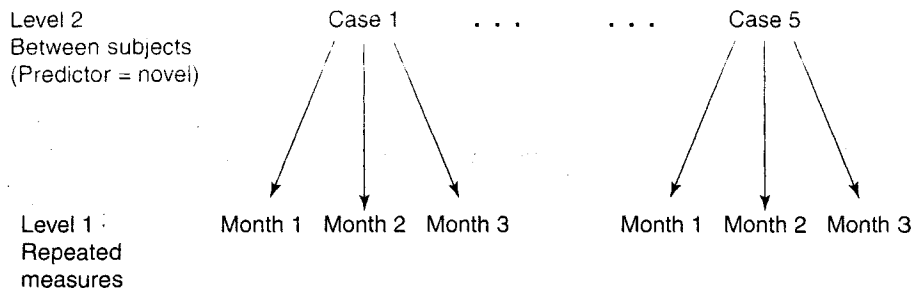 Level 2 Case 1 . . . . . . Case 5
Between subjects
(Predictor = novel)
Level 1 Month 1 Month 2 Month 3 Month 1 Month 2 Month 3
Repeated
measures